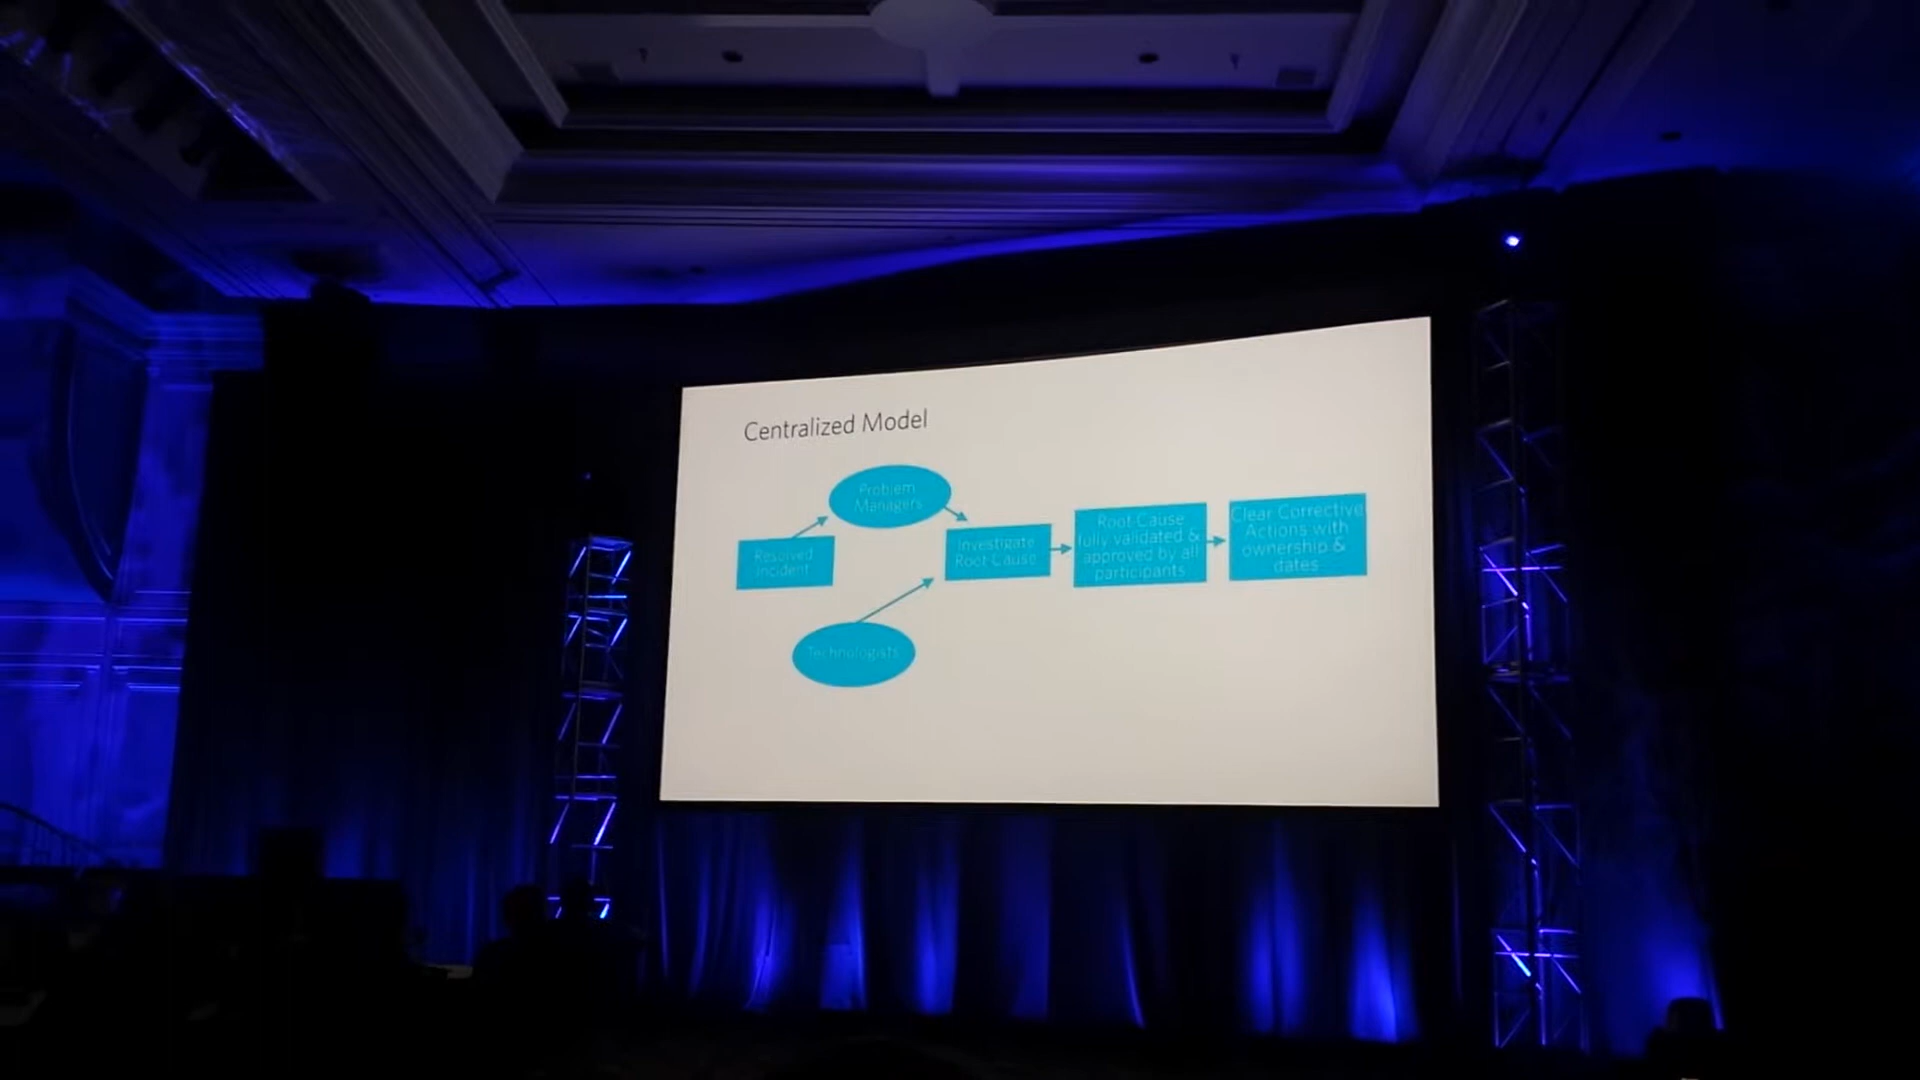 Centralized Model
Problem
Managers
Resolved
Incident
Investigate
Root Cause
Root Cause
fully validated &
approved by all
participants
Clear Corrective
Actions with
ownership &
dates
Technologists